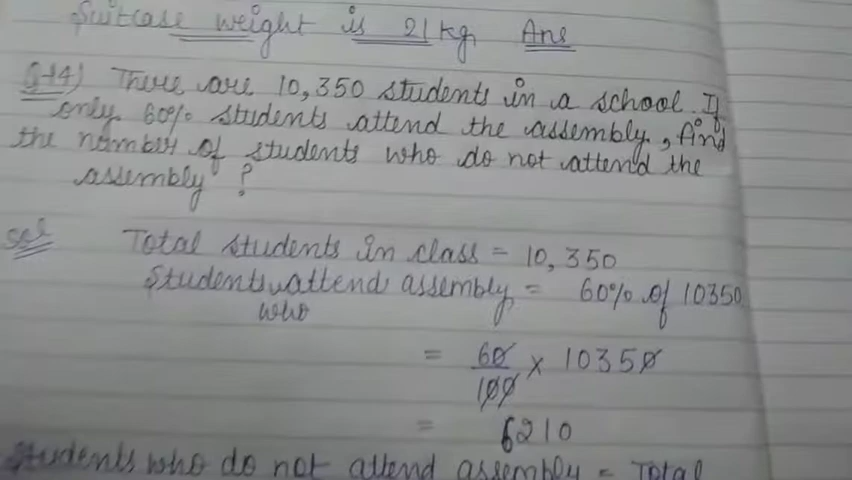 Suitcase weight is 21 kg. Ans
Q-14) There are 10,350 students in a school. If
only 60% students attend the assembly, find
the number of students who do not attend the
assembly ?
Sol Total students in class = 10,350
Students attend assembly = 60% of 10350
who
= 60/100 × 10350
= 6210
Students who do not attend assembly = Total